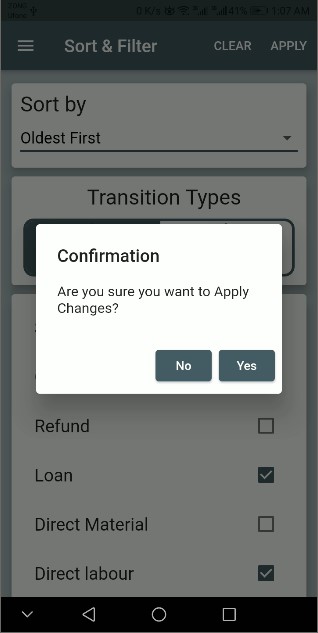 0 K/s 41% 1:07 AM
Sort & Filter CLEAR APPLY
Sort by
Oldest First
Transition Types
Confirmation
Are you sure you want to Apply
Changes?
No Yes
Refund
Loan
Direct Material
Direct labour